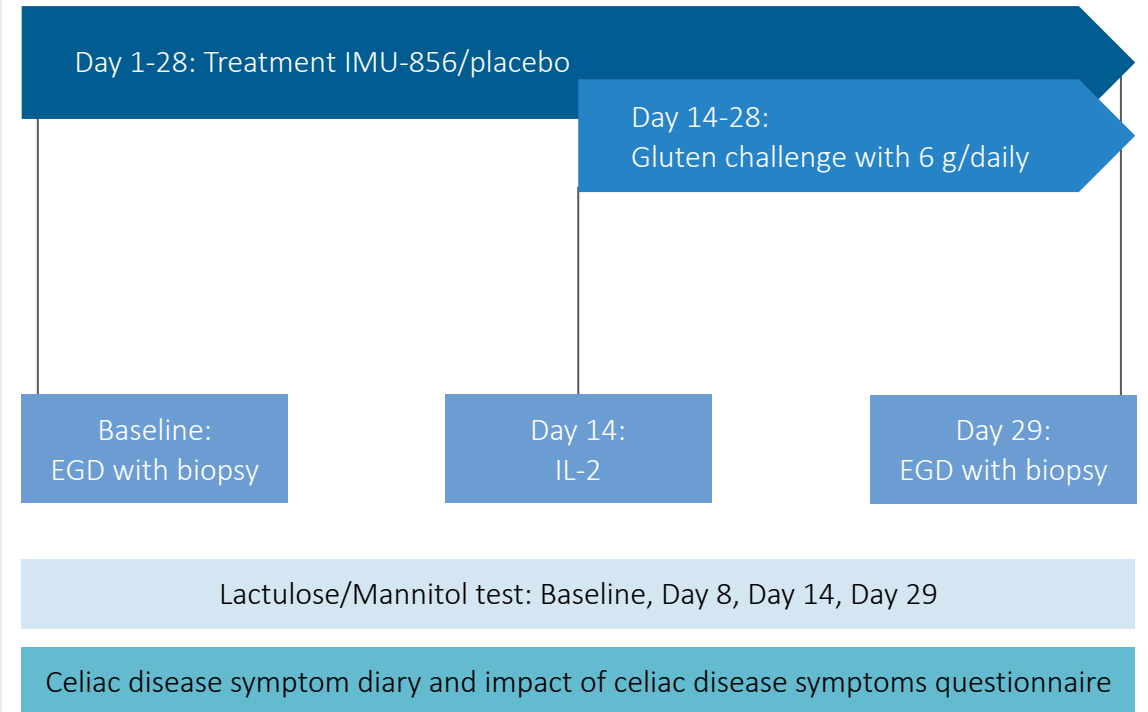 Day 1-28: Treatment IMU-856/placebo
Day 14-28:
Gluten challenge with 6 g/daily
Baseline:
EGD with biopsy
Day 14:
IL-2
Day 29:
EGD with biopsy
Lactulose/Mannitol test: Baseline, Day 8, Day 14, Day 29
Celiac disease symptom diary and impact of celiac disease symptoms questionnaire